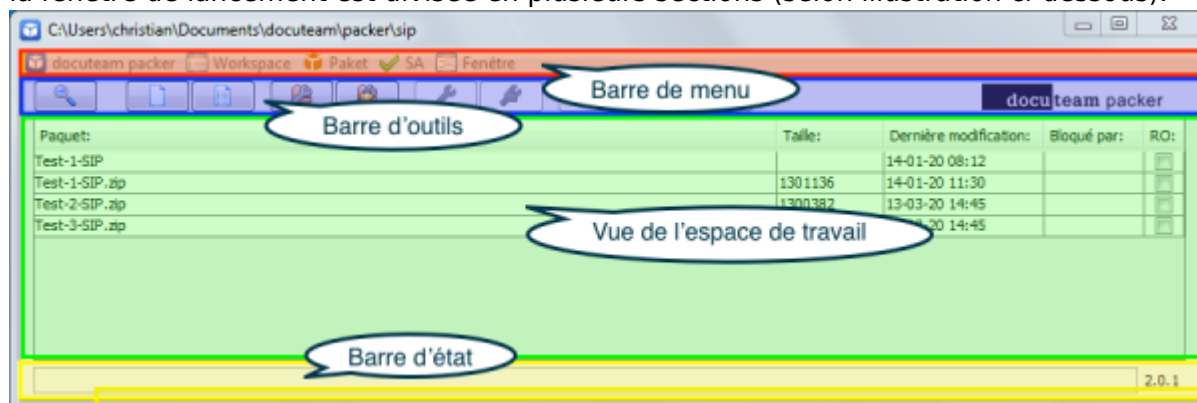 la fenêtre de lancement est divisée en plusieurs sections (selon illustration ci-dessous).
C:\Users\christian\Documents\docuteam\packer\sip
docuteam packer Workspace Paket SA Fenêtre
Barre de menu
docuteam packer
Barre d'outils
Paquet: Taille: Dernière modification: Bloqué par: RO:
Test-1-SIP 14-01-20 08:12
Test-1-SIP.zip 1301136 14-01-20 11:30
Test-2-SIP.zip 1300382 13-03-20 14:45
Test-3-SIP.zip 20 14:45
Vue de l'espace de travail
Barre d'état
2.0.1